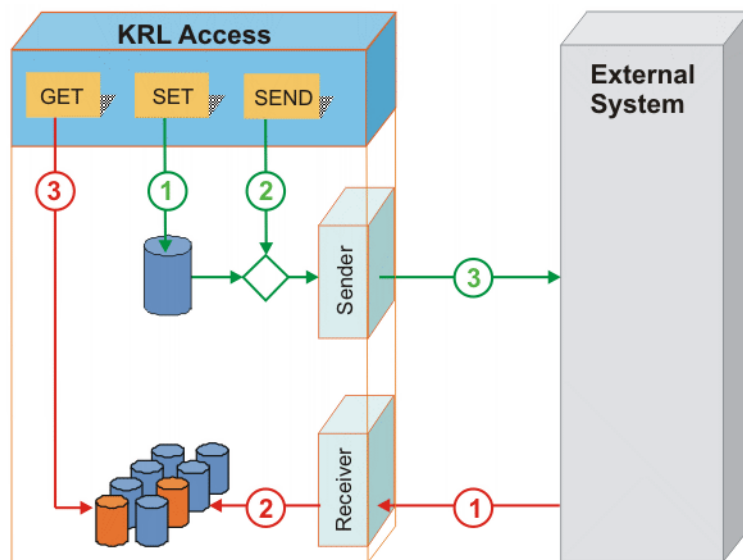 KRL Access
GET
SET
SEND
External
System
3
1
2
Sender
3
Receiver
2
1